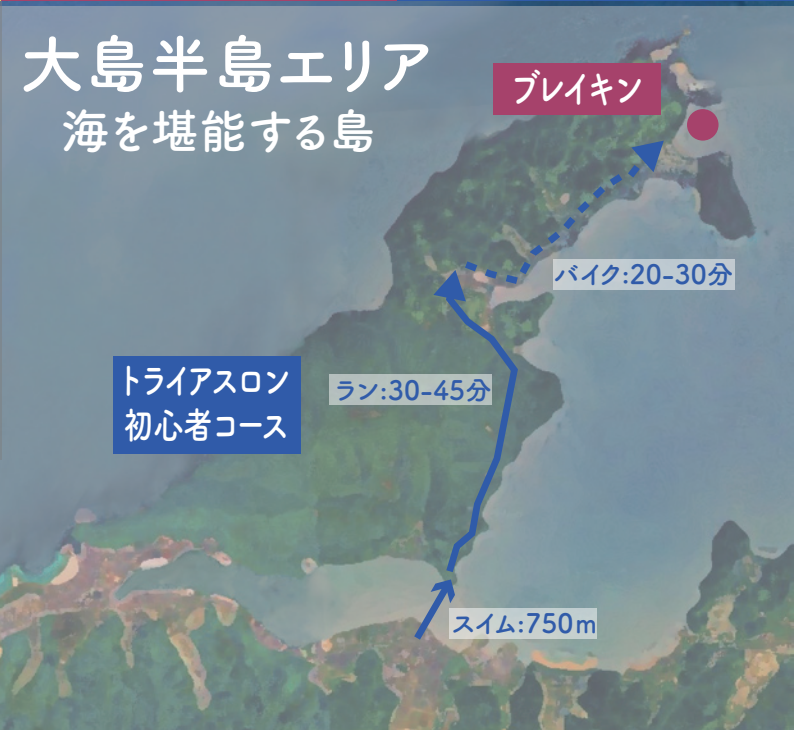 大島半島エリア
海を堪能する島
ブレイキン
バイク:20-30分
トライアスロン
初心者コース
ラン:30-45分
スイム:750m